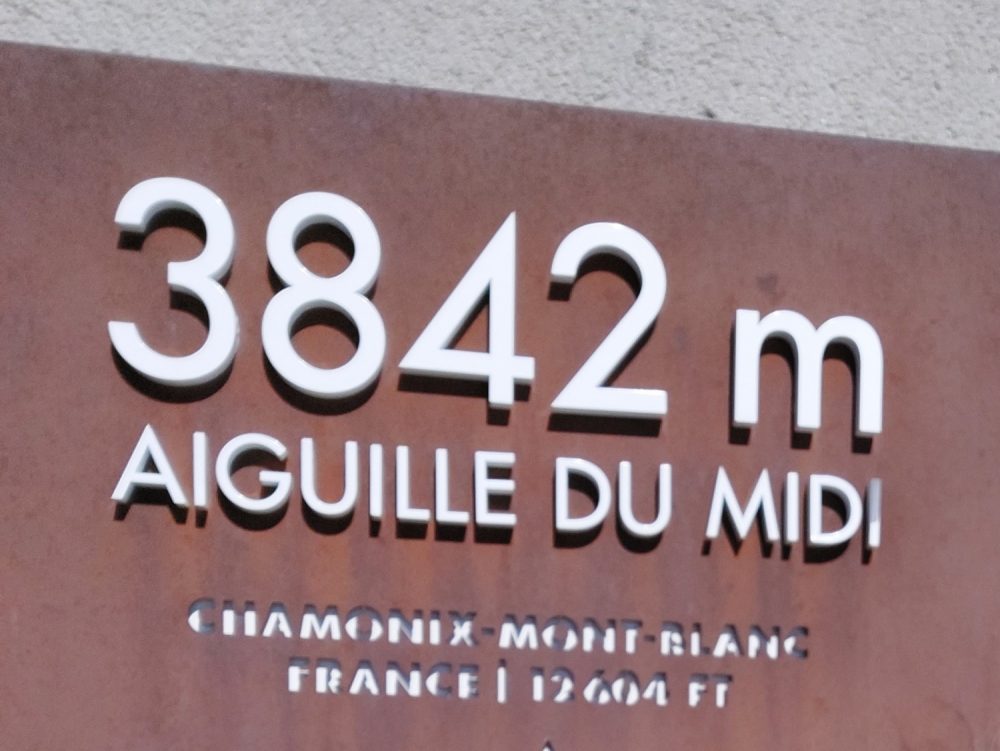 3842 m
AIGUILLE DU MIDI
CHAMONIX-MONT-BLANC
FRANCE | 12604 FT